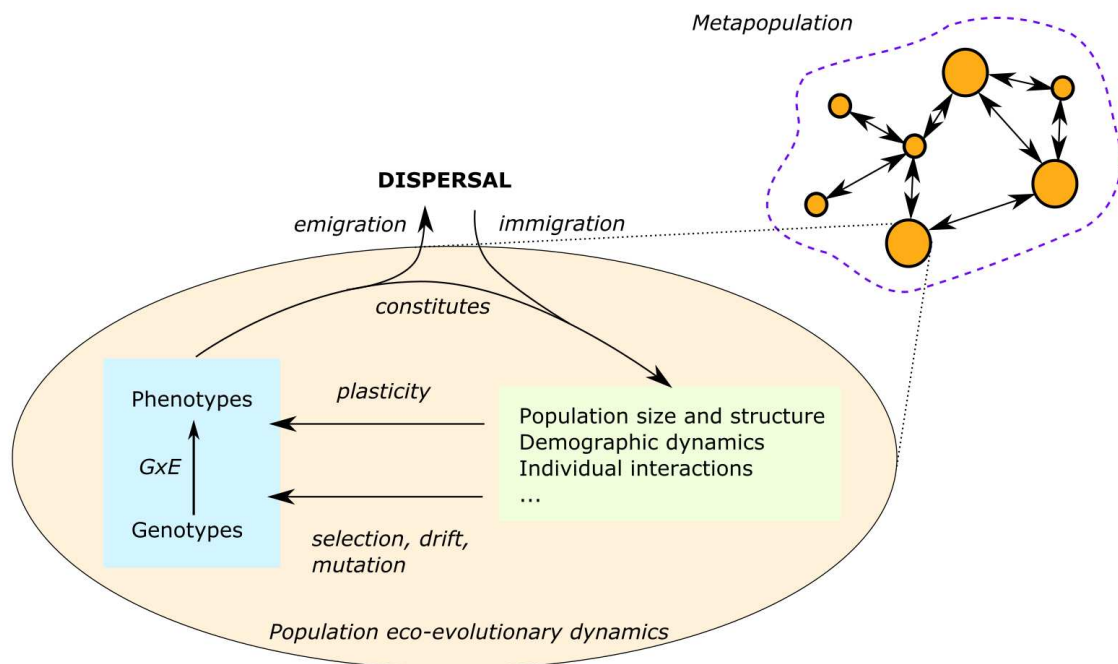 Metapopulation
DISPERSAL
emigration
immigration
constitutes
plasticity
Phenotypes
GxE
Genotypes
Population size and structure
Demographic dynamics
Individual interactions
...
selection, drift,
mutation
Population eco-evolutionary dynamics